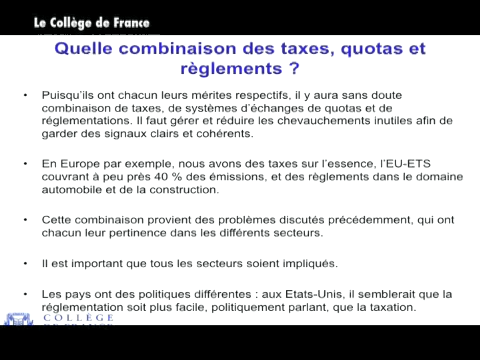 Le Collège de France
Quelle combinaison des taxes, quotas et
règlements ?
• Puisqu'ils ont chacun leurs mérites respectifs, il y aura sans doute
combinaison de taxes, de systèmes d'échanges de quotas et de
réglementations. Il faut gérer et réduire les chevauchements inutiles afin de
garder des signaux clairs et cohérents.
• En Europe par exemple, nous avons des taxes sur l'essence, l'EU-ETS
couvrant à peu près 40 % des émissions, et des règlements dans le domaine
automobile et de la construction.
• Cette combinaison provient des problèmes discutés précédemment, qui ont
chacun leur pertinence dans les différents secteurs.
• Il est important que tous les secteurs soient impliqués.
• Les pays ont des politiques différentes : aux Etats-Unis, il semblerait que la
réglementation soit plus facile, politiquement parlant, que la taxation.
COLLÈGE
DE FRANCE